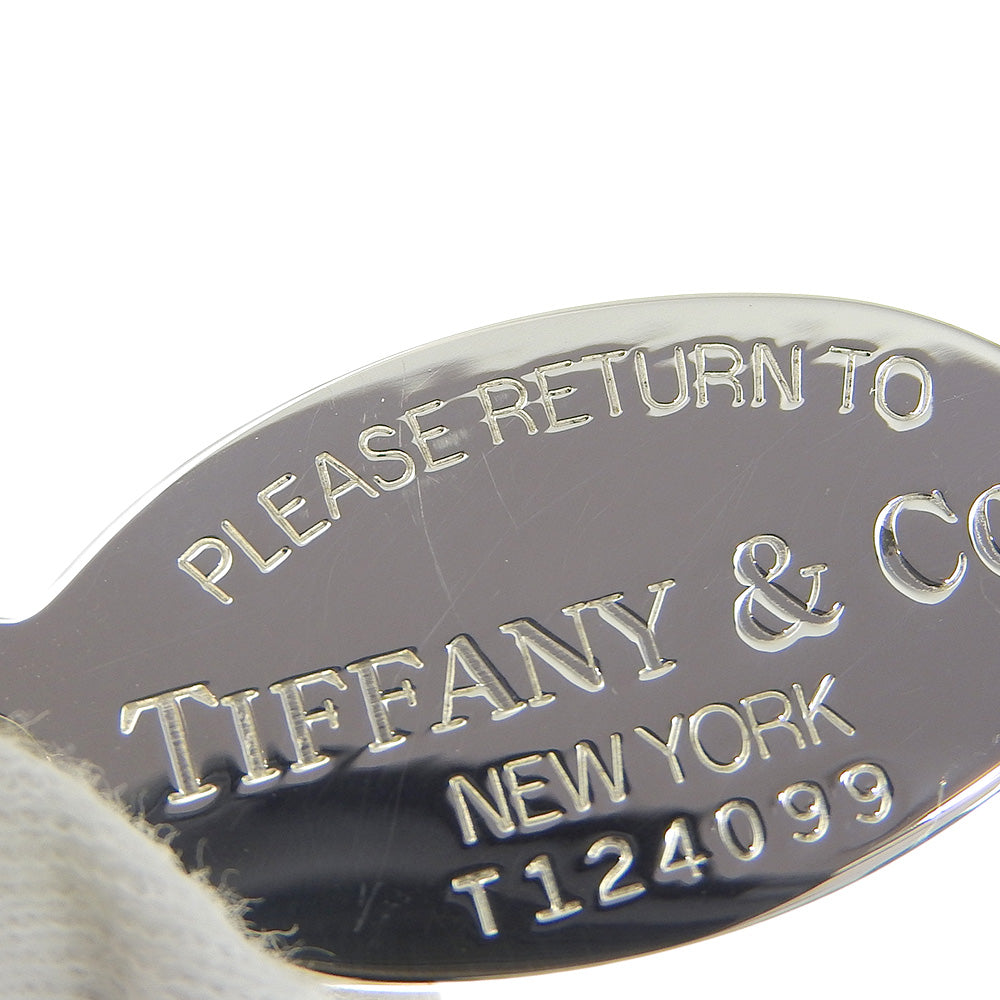 PLEASE RETURN TO
TIFFANY & CO
NEW YORK
T124099